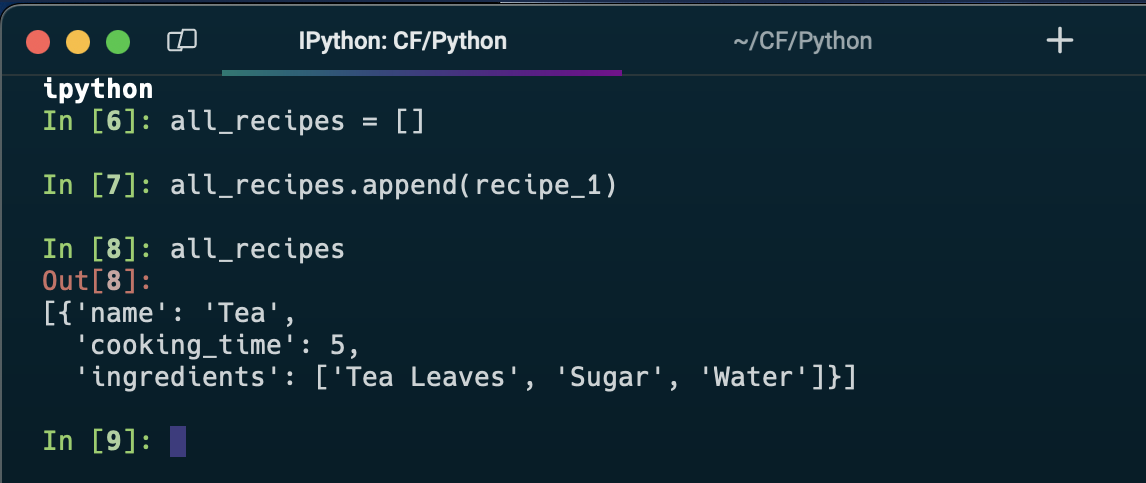 IPython: CF/Python
~/CF/Python
ipython
In [6]: all_recipes = []
In [7]: all_recipes.append(recipe_1)
In [8]: all_recipes
Out[8]:
[{'name': 'Tea',
  'cooking_time': 5,
  'ingredients': ['Tea Leaves', 'Sugar', 'Water']}]
In [9]: